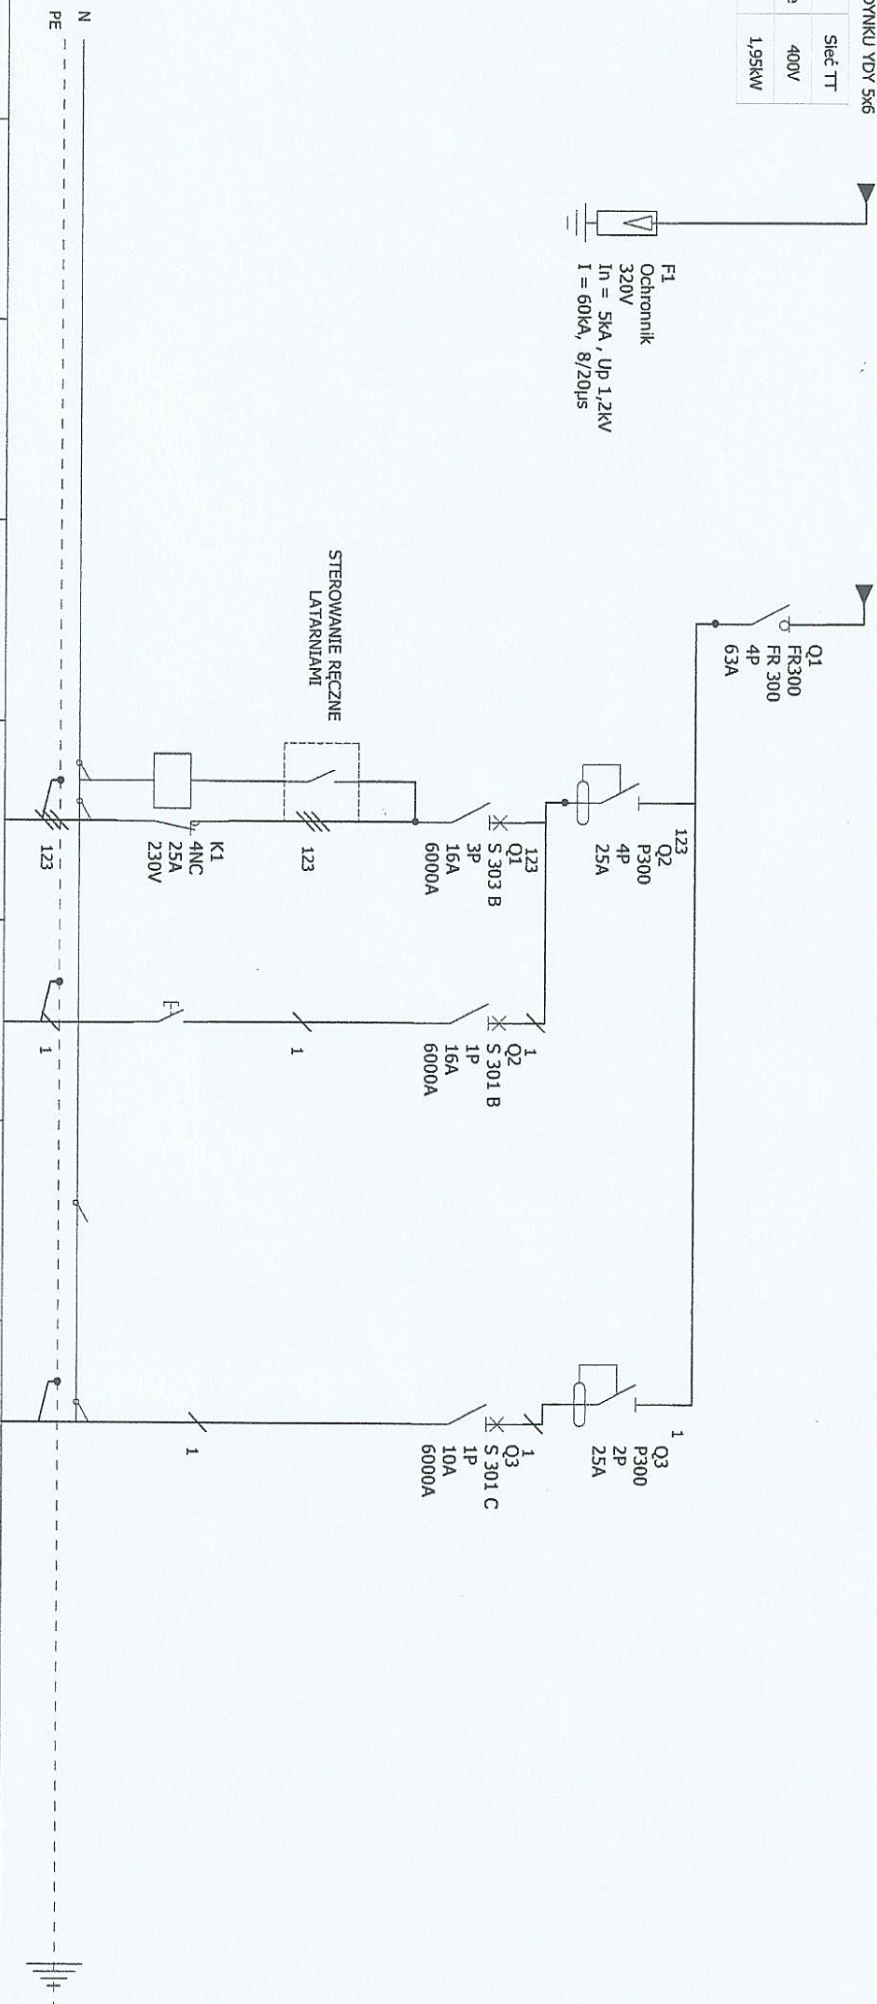 DYNKU YDY 5x6
Sieć TT
400V
1,95kW
F1
Ochronnik
320V
In = 5kA , Up 1,2kV
I = 60kA, 8/20µs
Q1
FR300
FR 300
4P
63A
123
Q2
P300
4P
25A
1
Q3
P300
2P
25A
123
Q1
S 303 B
3P
16A
6000A
1
Q2
S 301 B
1P
16A
6000A
1
Q3
S 301 C
1P
10A
6000A
STEROWANIE RĘCZNE
LATARNIAMI
123
1
1
K1
4NC
25A
230V
N
PE
123
1